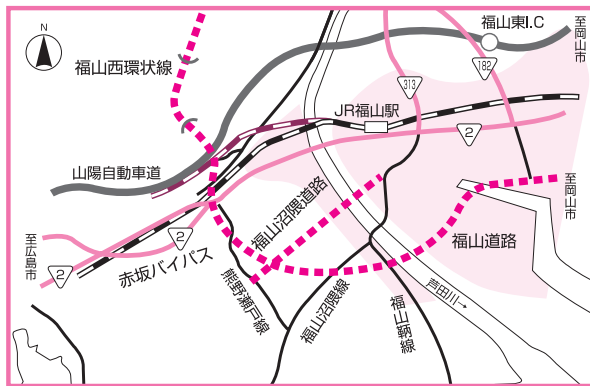 N
福山西環状線
福山東I.C
至岡山市
313
182
JR福山駅
2
山陽自動車道
至岡山市
福山沼隈道路
福山道路
至広島市
2
赤坂バイパス
2
熊野瀬戸線
福山沼隈線
福山鞆線
芦田川→